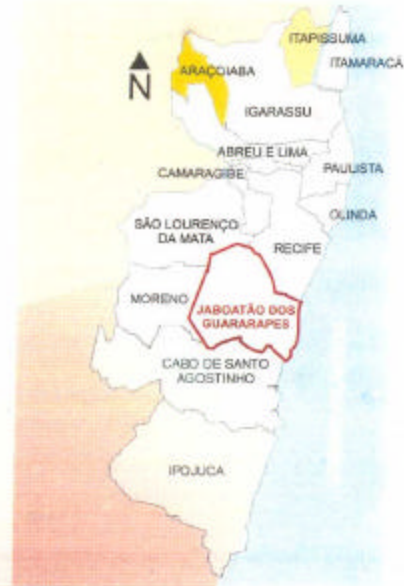 ITAPISSUMA
ARAÇOIABA
ITAMARACÁ
N
IGARASSU
ABREU E LIMA
CAMARAGIBE
PAULISTA
OLINDA
SÃO LOURENÇO
DA MATA
RECIFE
MORENO
JABOATÃO DOS
GUARARAPES
CABO DE SANTO
AGOSTINHO
IPOJUCA